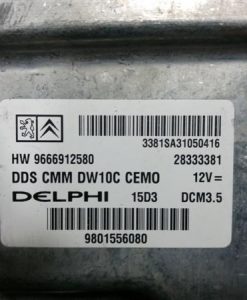 3381SA31050416
HW 9666912580 28333381
DDS CMM DW10C CEMO 12V=
DELPHI 15D3 DCM3.5
9801556080